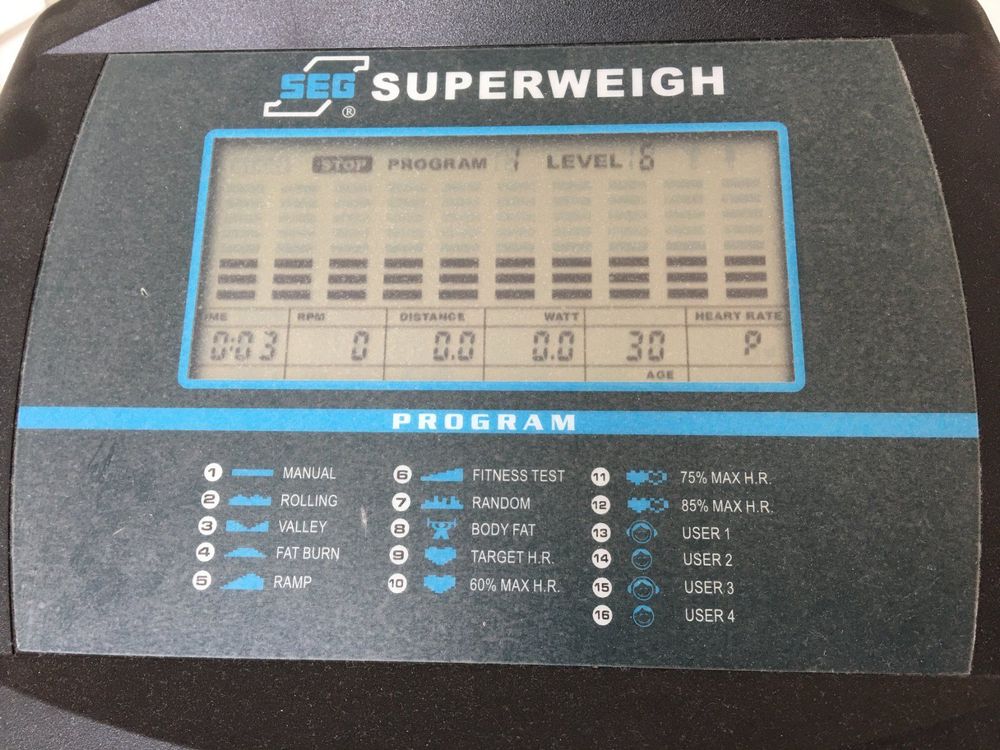 SEG® SUPERWEIGH
STOP PROGRAM 1 LEVEL 6
IME RPM DISTANCE WATT HEART RATE
0:03 0 0.0 0.0 30 P
AGE
PROGRAM
1 MANUAL
2 ROLLING
3 VALLEY
4 FAT BURN
5 RAMP
6 FITNESS TEST
7 RANDOM
8 BODY FAT
9 TARGET H.R.
10 60% MAX H.R.
11 75% MAX H.R.
12 85% MAX H.R.
13 USER 1
14 USER 2
15 USER 3
16 USER 4